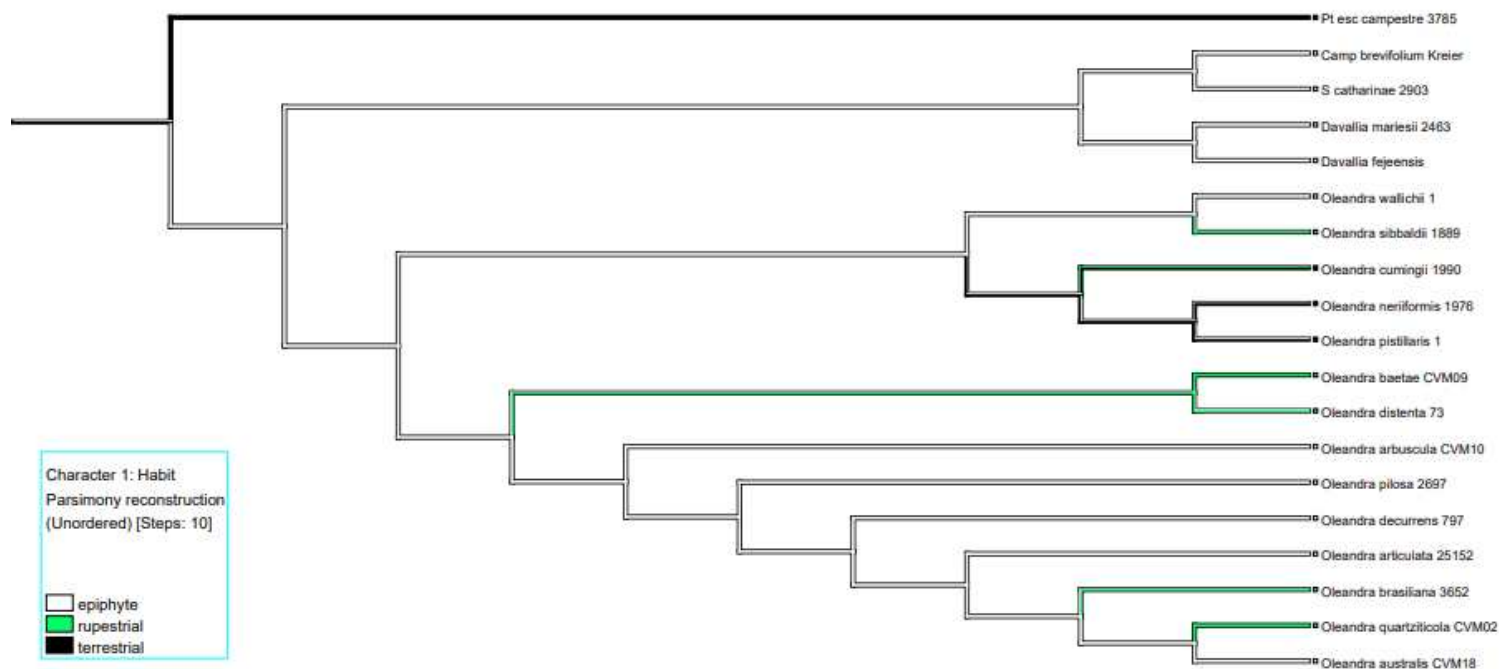 Pt esc campestre 3785
Camp brevifolium Kreier
S catharinae 2903
Davallia mariesii 2463
Davallia fejeensis
Oleandra wallichii 1
Oleandra sibbaldii 1889
Oleandra cumingii 1990
Oleandra neriiformis 1976
Oleandra pistillaris 1
Oleandra baetae CVM09
Oleandra distenta 73
Oleandra arbuscula CVM10
Oleandra pilosa 2697
Oleandra decurrens 797
Oleandra articulata 25152
Oleandra brasiliana 3652
Oleandra quartziticola CVM02
Oleandra australis CVM18
Character 1: Habit
Parsimony reconstruction
(Unordered) [Steps: 10]
epiphyte
rupestrial
terrestrial